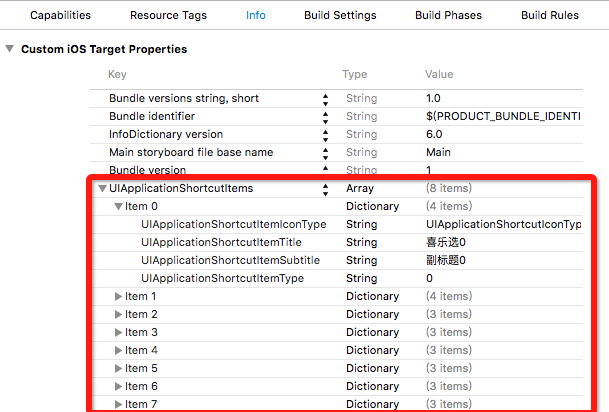 Capabilities Resource Tags Info Build Settings Build Phases Build Rules
Custom iOS Target Properties
Key Type Value
Bundle versions string, short String 1.0
Bundle identifier String $(PRODUCT_BUNDLE_IDENTI
InfoDictionary version String 6.0
Main storyboard file base name String Main
Bundle version String 1
UIApplicationShortcutItems Array (8 items)
Item 0 Dictionary (4 items)
UIApplicationShortcutItemIconType String UIApplicationShortcutIconTyp
UIApplicationShortcutItemTitle String 喜乐选0
UIApplicationShortcutItemSubtitle String 副标题0
UIApplicationShortcutItemType String 0
Item 1 Dictionary (4 items)
Item 2 Dictionary (3 items)
Item 3 Dictionary (3 items)
Item 4 Dictionary (3 items)
Item 5 Dictionary (3 items)
Item 6 Dictionary (3 items)
Item 7 Dictionary (3 items)